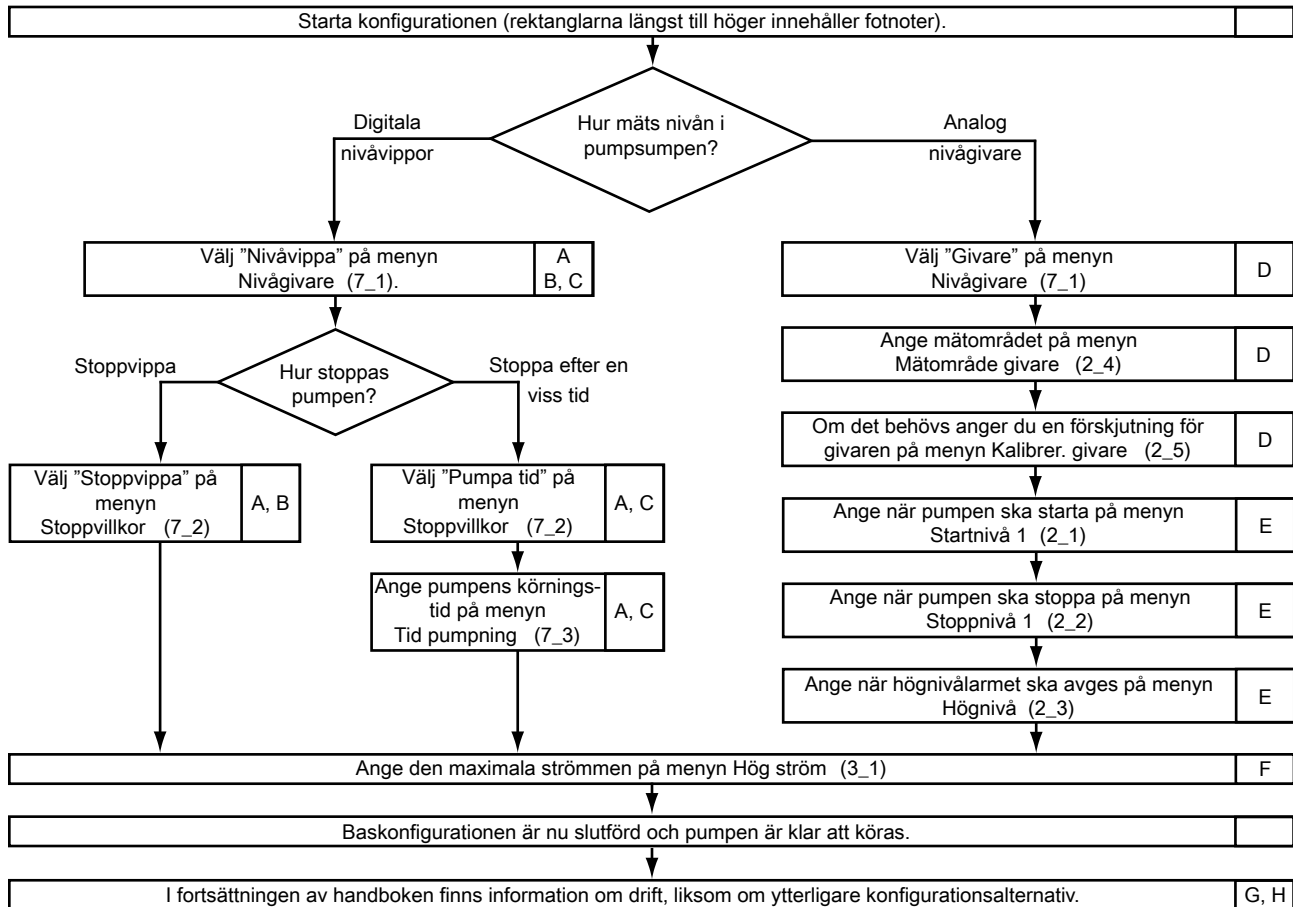 Starta konfigurationen (rektanglarna längst till höger innehåller fotnoter).
Hur mäts nivån i
pumpsumpen?
Digitala
nivåvippor
Analog
nivågivare
Välj ”Nivåvippa” på menyn
Nivågivare (7_1).
A
B, C
Hur stoppas
pumpen?
Stoppvippa
Stoppa efter en
viss tid
Välj ”Stoppvippa” på
menyn
Stoppvillkor (7_2)
A, B
Välj ”Pumpa tid” på
menyn
Stoppvillkor (7_2)
A, C
Ange pumpens körnings-
tid på menyn
Tid pumpning (7_3)
A, C
Välj ”Givare” på menyn
Nivågivare (7_1)
D
Ange mätområdet på menyn
Mätområde givare (2_4)
D
Om det behövs anger du en förskjutning för
givaren på menyn Kalibrer. givare (2_5)
D
Ange när pumpen ska starta på menyn
Startnivå 1 (2_1)
E
Ange när pumpen ska stoppa på menyn
Stoppnivå 1 (2_2)
E
Ange när högnivålarmet ska avges på menyn
Högnivå (2_3)
E
Ange den maximala strömmen på menyn Hög ström (3_1)
F
Baskonfigurationen är nu slutförd och pumpen är klar att köras.
I fortsättningen av handboken finns information om drift, liksom om ytterligare konfigurationsalternativ.
G, H